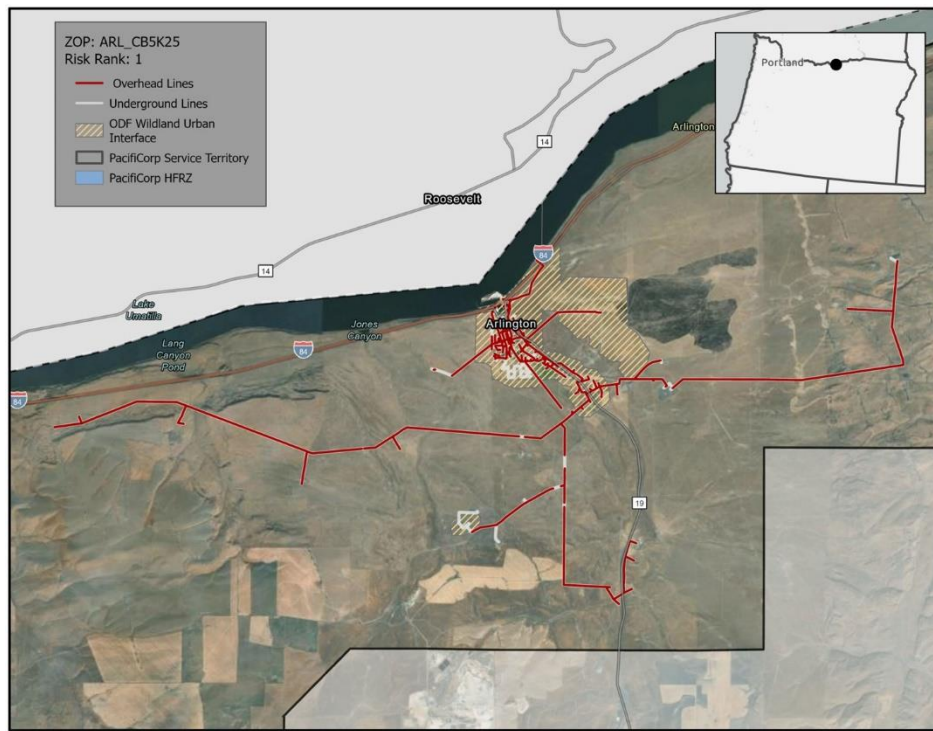 ZOP: ARL_CB5K25
Risk Rank: 1
Overhead Lines
Underground Lines
ODF Wildland Urban
Interface
PacifiCorp Service Territory
PacifiCorp HFRZ
Portland
14
Arlington
Roosevelt
84
14
Lake
Umatilla
Arlington
Jones
Canyon
Lang
Canyon
Pond
84
84
19